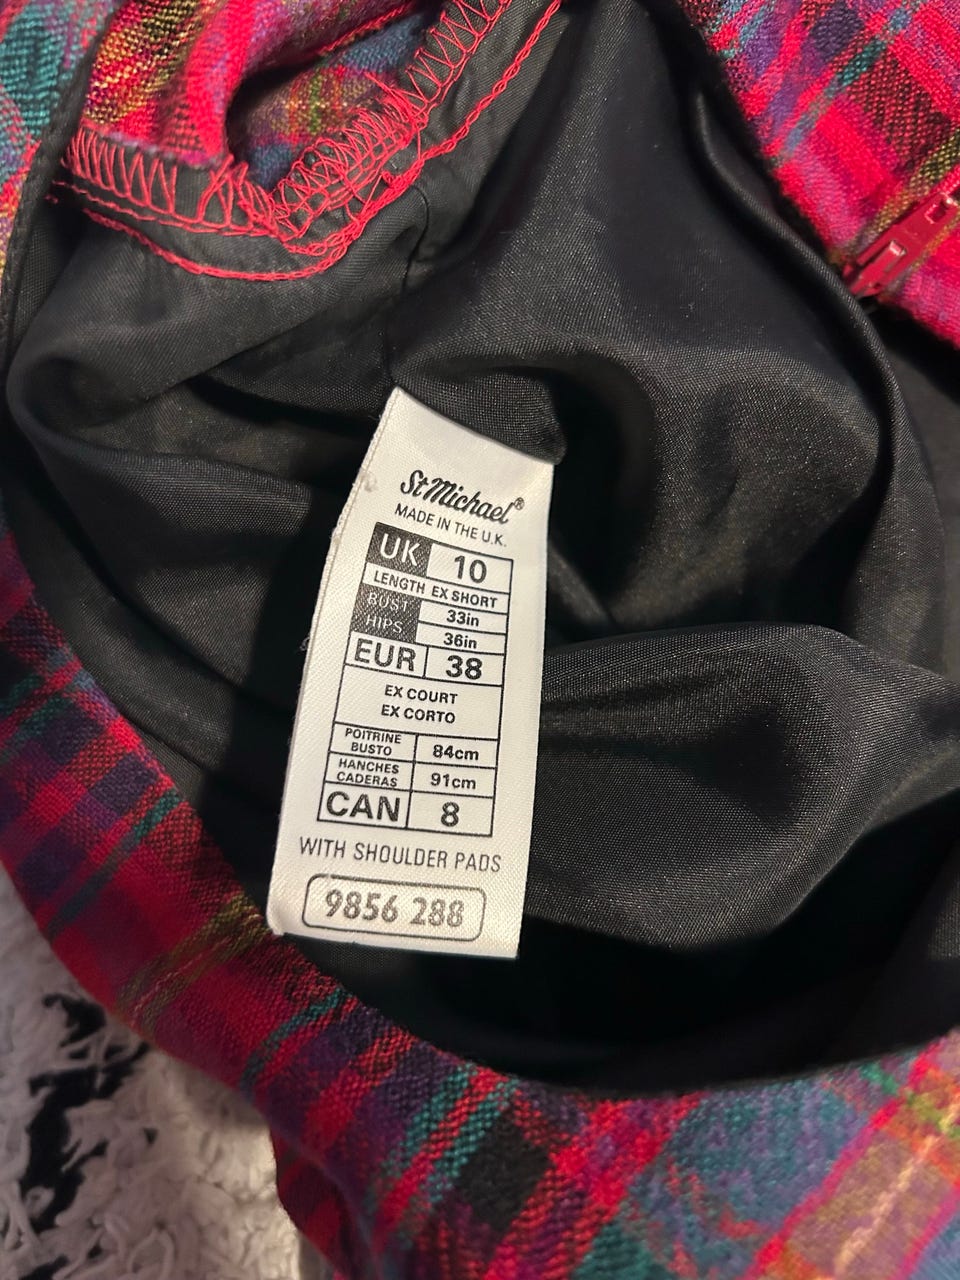 St Michael®
MADE IN THE U.K.
UK 10
LENGTH EX SHORT
BUST 33in
HIPS 36in
EUR 38
EX COURT
EX CORTO
POITRINE
BUSTO 84cm
HANCHES
CADERAS 91cm
CAN 8
WITH SHOULDER PADS
9856 288